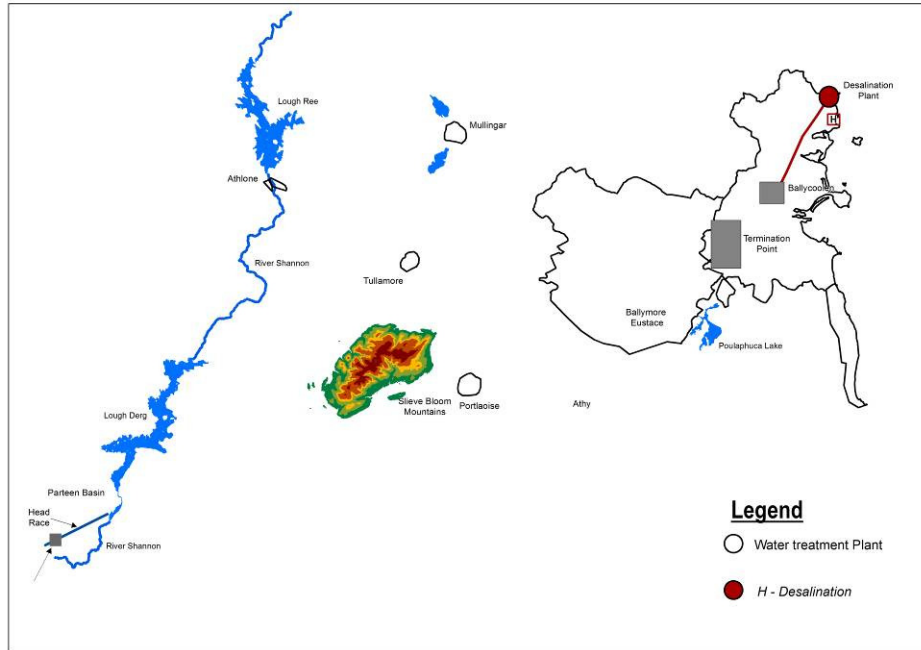 Lough Ree
Mullingar
Athlone
River Shannon
Tullamore
Desalination
Plant
H
Ballycoolen
Termination
Point
Ballymore
Eustace
Poulaphuca Lake
Slieve Bloom
Mountains
Portlaoise
Athy
Lough Derg
Parteen Basin
Head
Race
River Shannon
Legend
Water treatment Plant
H - Desalination